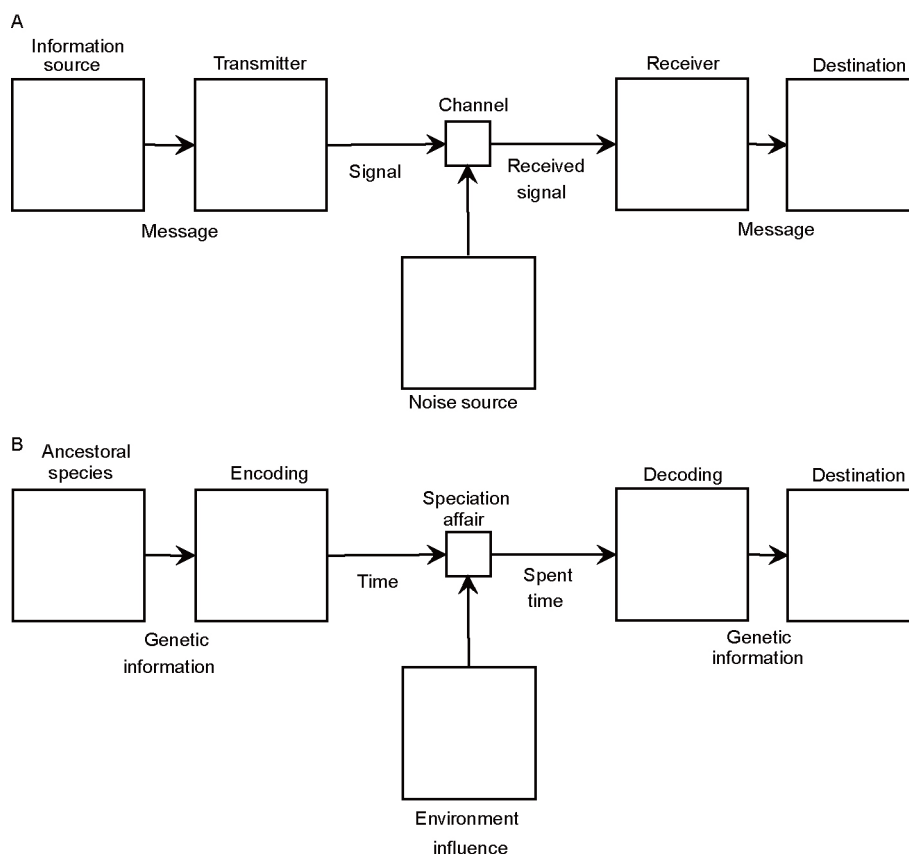 A
Information
source
Transmitter
Channel
Receiver
Destination
Signal
Received
signal
Message
Message
Noise source
B
Ancestoral
species
Encoding
Speciation
affair
Decoding
Destination
Time
Spent
time
Genetic
information
Genetic
information
Environment
influence